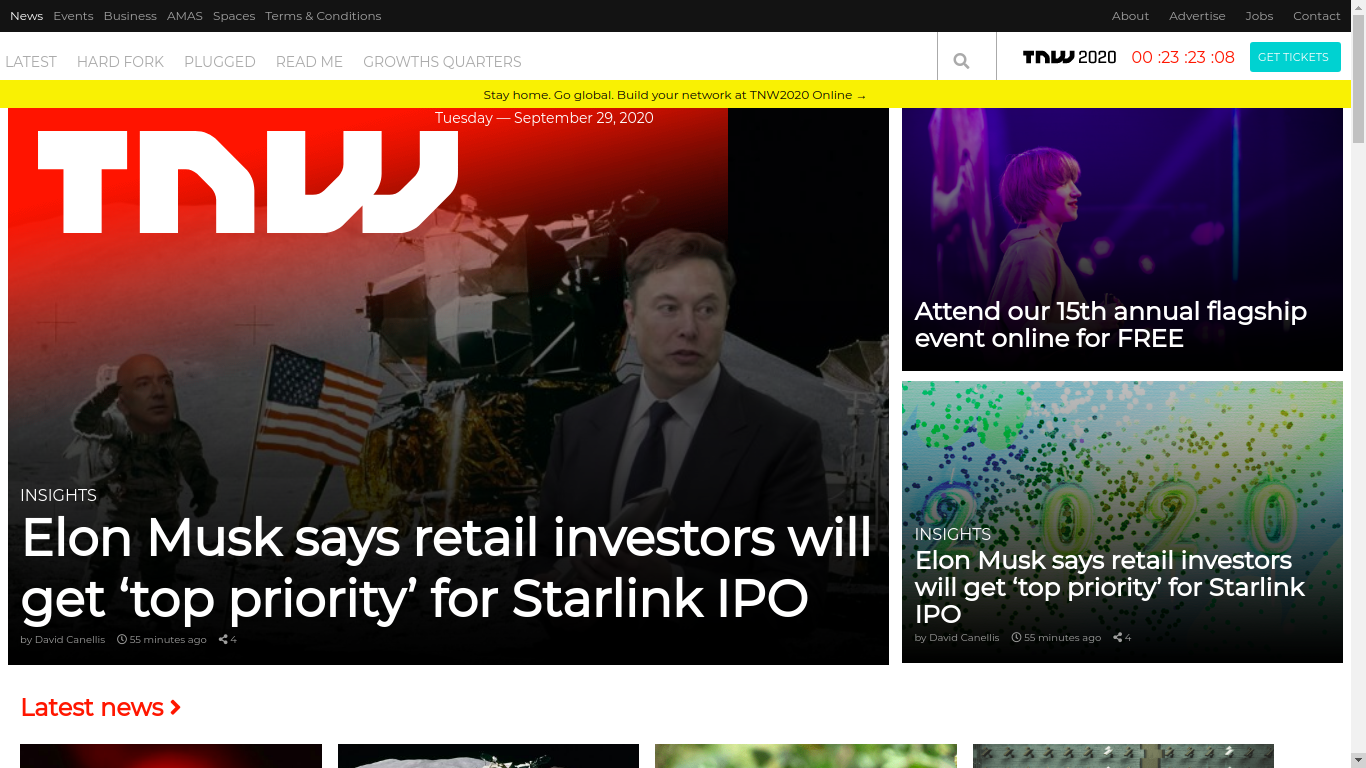 News Events Business AMAS Spaces Terms & Conditions About Advertise Jobs Contact
LATEST HARD FORK PLUGGED READ ME GROWTHS QUARTERS TNW 2020 00 :23 :23 :08 GET TICKETS
Stay home. Go global. Build your network at TNW2020 Online →
Tuesday — September 29, 2020
TNW
INSIGHTS
Elon Musk says retail investors will
get ‘top priority’ for Starlink IPO
by David Canellis 55 minutes ago 4
Attend our 15th annual flagship
event online for FREE
2020
INSIGHTS
Elon Musk says retail investors
will get ‘top priority’ for Starlink
IPO
by David Canellis 55 minutes ago 4
Latest news